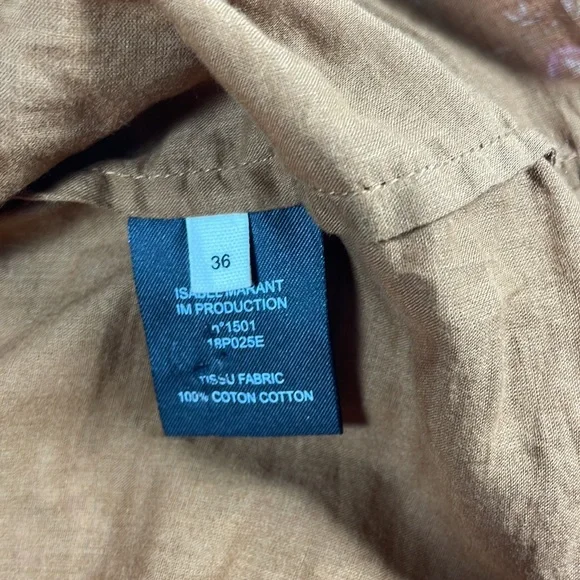 36
ISABEL MARANT
IM PRODUCTION
n°1501
18P025E
TISSU FABRIC
100% COTON COTTON